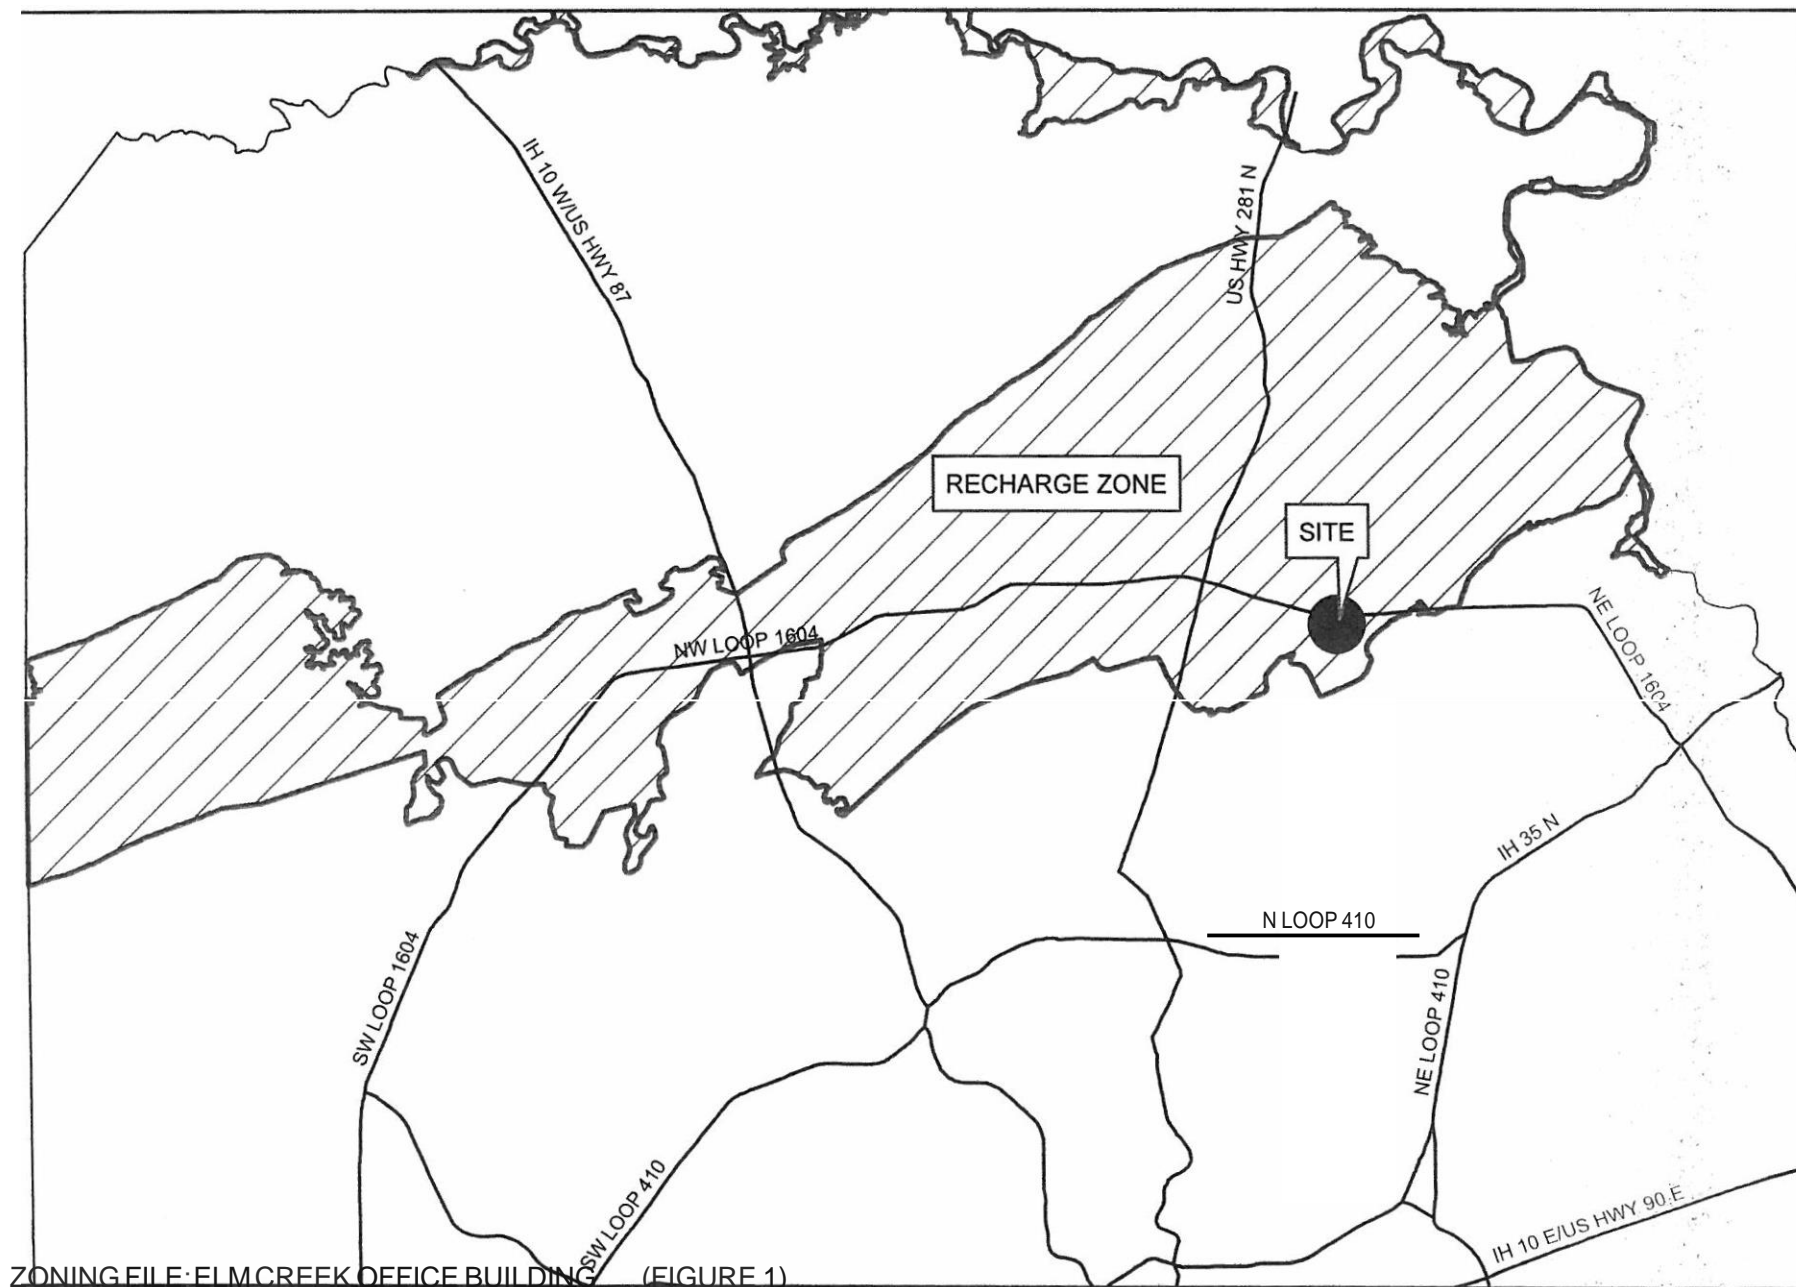 IH 10 W/US HWY 87
US HWY 281 N
RECHARGE ZONE
SITE
NW LOOP 1604
NE LOOP 1604
IH 35 N
N LOOP 410
SW LOOP 1604
NE LOOP 410
SW LOOP 410
IH 10 E/US HWY 90 E
ZONING FILE: ELM CREEK OFFICE BUILDING (FIGURE 1)